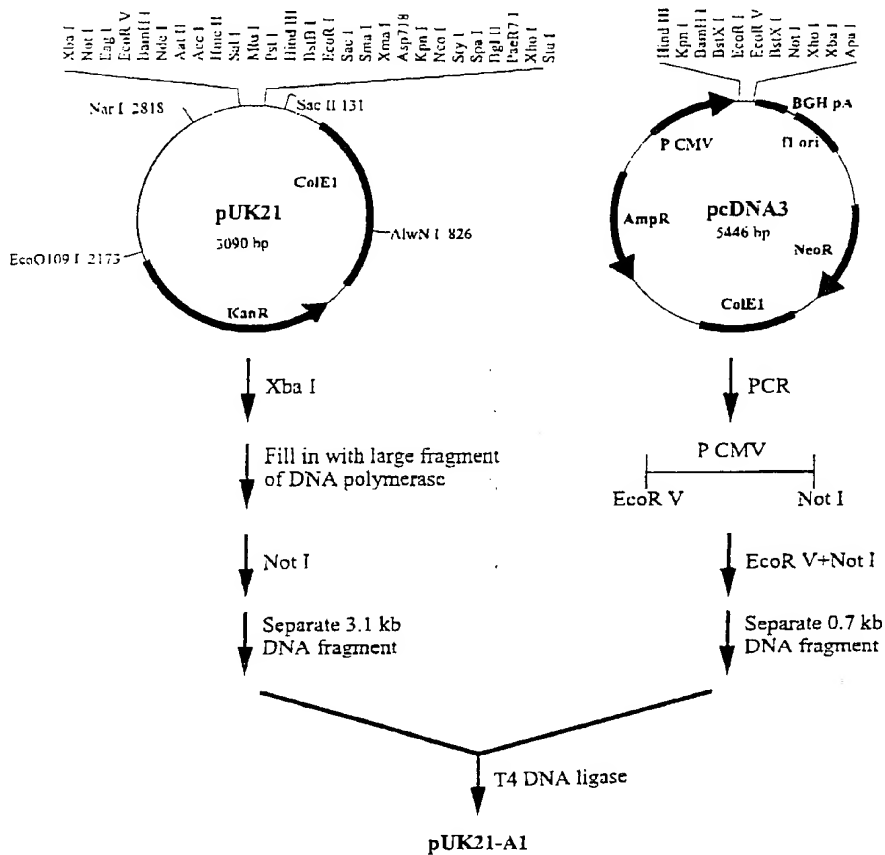 Xba I
Not I
Eag I
EcoR V
BamH I
Nde I
Aat II
Acc I
Hinc II
Sal I
Mlu I
Pst I
Hind III
BstB I
EcoR I
Sac I
Sma I
Xma I
Asp718
Kpn I
Nco I
Sty I
Spa I
Bgl II
PaeR7 I
Xho I
Stu I
Hind III
Kpn I
BamH I
BstX I
EcoR I
EcoR V
BstX I
Not I
Xho I
Xba I
Apa I
Nar I 2818
Sac II 131
ColE1
pUK21
3090 bp
AlwN I 826
EcoO109 I 2173
KanR
BGH pA
P CMV
f1 ori
AmpR
pcDNA3
5446 bp
NeoR
ColE1
Xba I
PCR
Fill in with large fragment
of DNA polymerase
P CMV
EcoR V
Not I
Not I
EcoR V+Not I
Separate 3.1 kb
DNA fragment
Separate 0.7 kb
DNA fragment
T4 DNA ligase
pUK21-A1